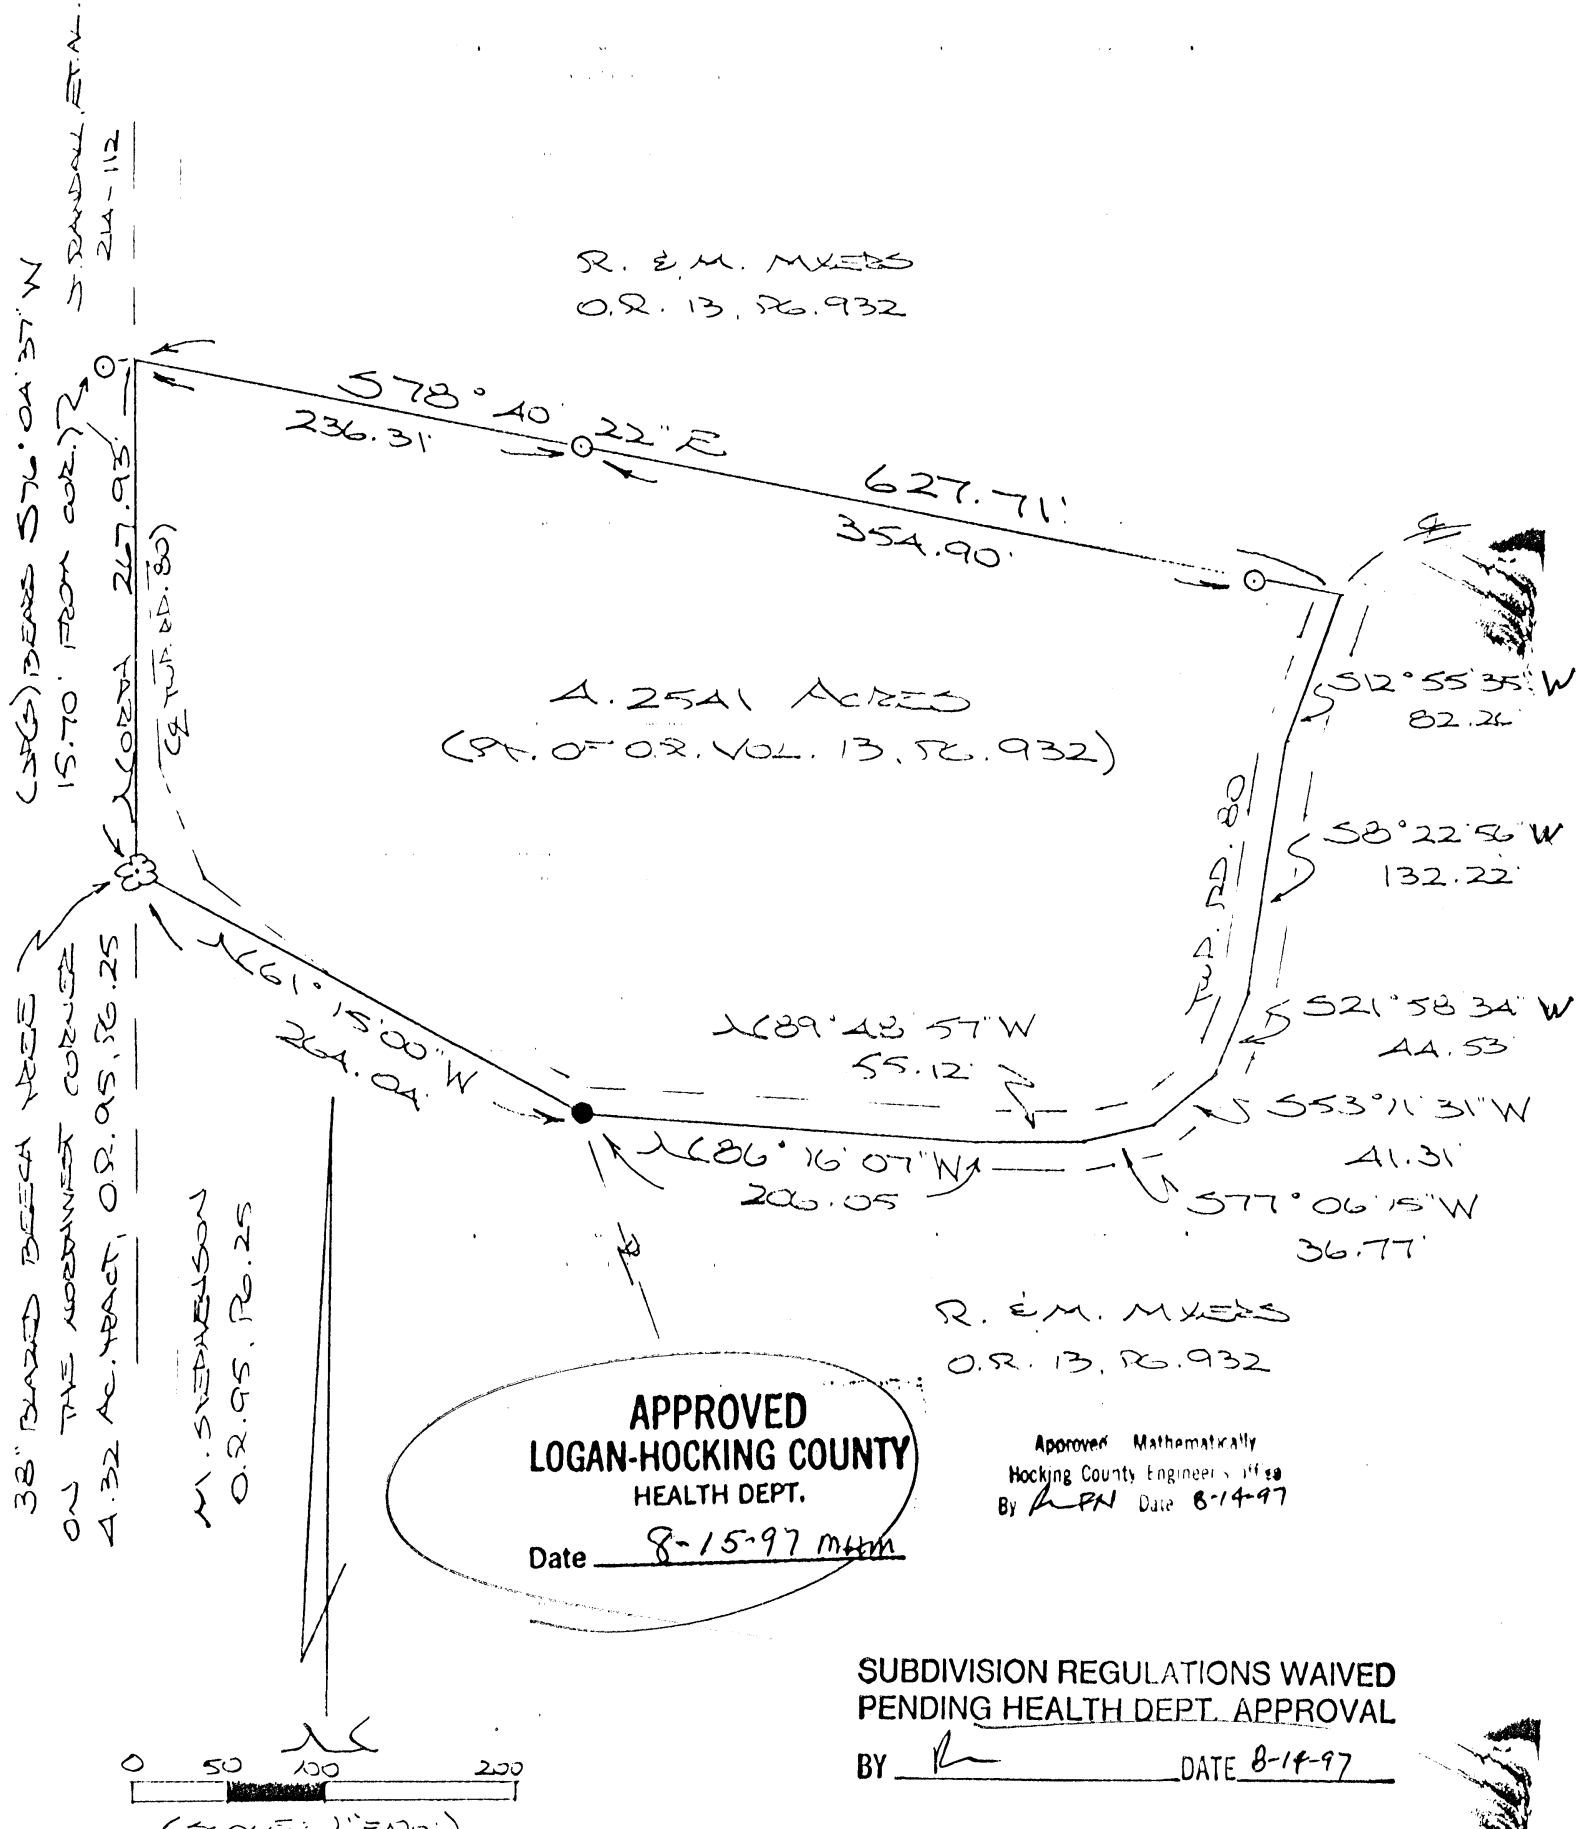 J. RANDALL, ET. AL.
214-112
(SPG) BEARS S76°04'37"W
15.70' FROM COR.)
R. & M. MYERS
O.R. 13, PG. 932
S78°40'22"E
236.31'
627.71'
354.90'
℄
NORTH 267.93'
(℄ TWP. RD. 80)
4.2541 ACRES
(PT. OF O.R. VOL. 13, PG. 932)
S12°55'35"W
82.26'
TWP. RD. 80
S8°22'56"W
132.22'
S21°58'34"W
44.53'
S53°11'31"W
41.31'
S77°06'15"W
36.77'
N89°48'57"W
55.12'
N86°16'07"W
206.05
N61°15'00"W
264.04'
℄
38" BLAZED BEECH TREE
ON THE NORTHWEST CORNER
4.32 AC. TRACT, O.R. 95, PG. 25
M. STEPHENSON
O.R. 95, PG. 25
R. & M. MYERS
O.R. 13, PG. 932
APPROVED
LOGAN-HOCKING COUNTY
HEALTH DEPT.
Date 8-15-97 MHM
Approved Mathematically
Hocking County Engineer's Office
By RPN Date 8-14-97
SUBDIVISION REGULATIONS WAIVED
PENDING HEALTH DEPT. APPROVAL
BY DATE 8-14-97
N
0 50 100 200